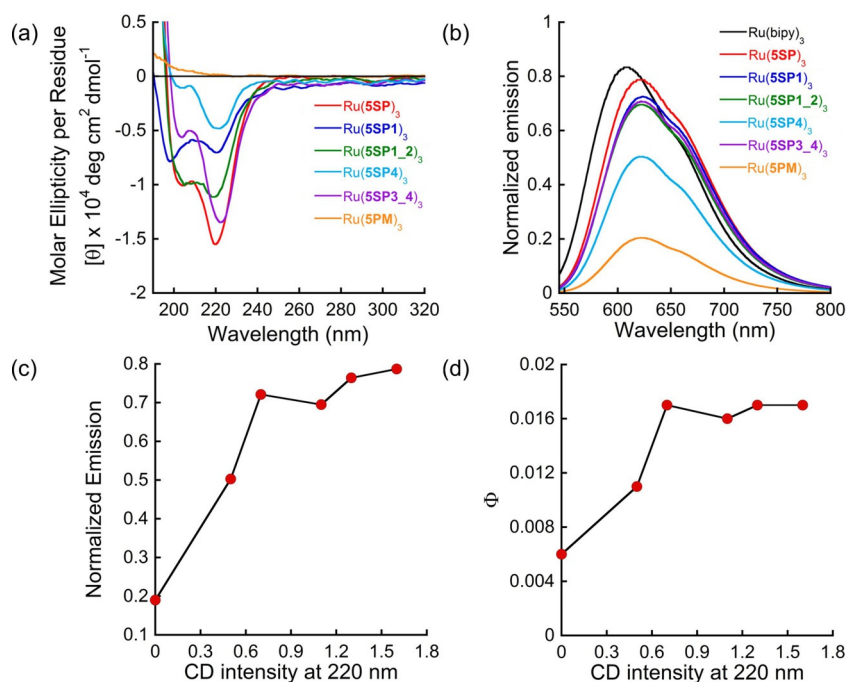 (a)
0.5
0
-0.5
-1
-1.5
-2
200 220 240 260 280 300 320
Wavelength (nm)
Molar Ellipticity per Residue
[θ] x 10⁴ deg cm² dmol⁻¹
Ru(5SP)₃
Ru(5SP1)₃
Ru(5SP1_2)₃
Ru(5SP4)₃
Ru(5SP3_4)₃
Ru(5PM)₃
(b)
1
0.8
0.6
0.4
0.2
0
550 600 650 700 750 800
Wavelength (nm)
Normalized emission
Ru(bipy)₃
Ru(5SP)₃
Ru(5SP1)₃
Ru(5SP1_2)₃
Ru(5SP4)₃
Ru(5SP3_4)₃
Ru(5PM)₃
(c)
0.8
0.7
0.6
0.5
0.4
0.3
0.2
0.1
0 0.3 0.6 0.9 1.2 1.5 1.8
CD intensity at 220 nm
Normalized Emission
(d)
0.02
0.016
0.012
0.008
0.004
0
0 0.3 0.6 0.9 1.2 1.5 1.8
CD intensity at 220 nm
Φ